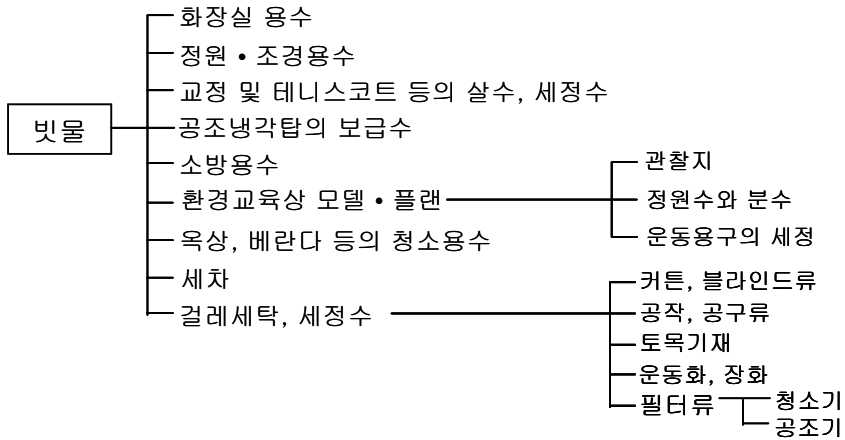 빗물
화장실 용수
정원 • 조경용수
교정 및 테니스코트 등의 살수, 세정수
공조냉각탑의 보급수
소방용수
환경교육상 모델 • 플랜
관찰지
정원수와 분수
운동용구의 세정
옥상, 베란다 등의 청소용수
세차
걸레세탁, 세정수
커튼, 블라인드류
공작, 공구류
토목기재
운동화, 장화
필터류
청소기
공조기